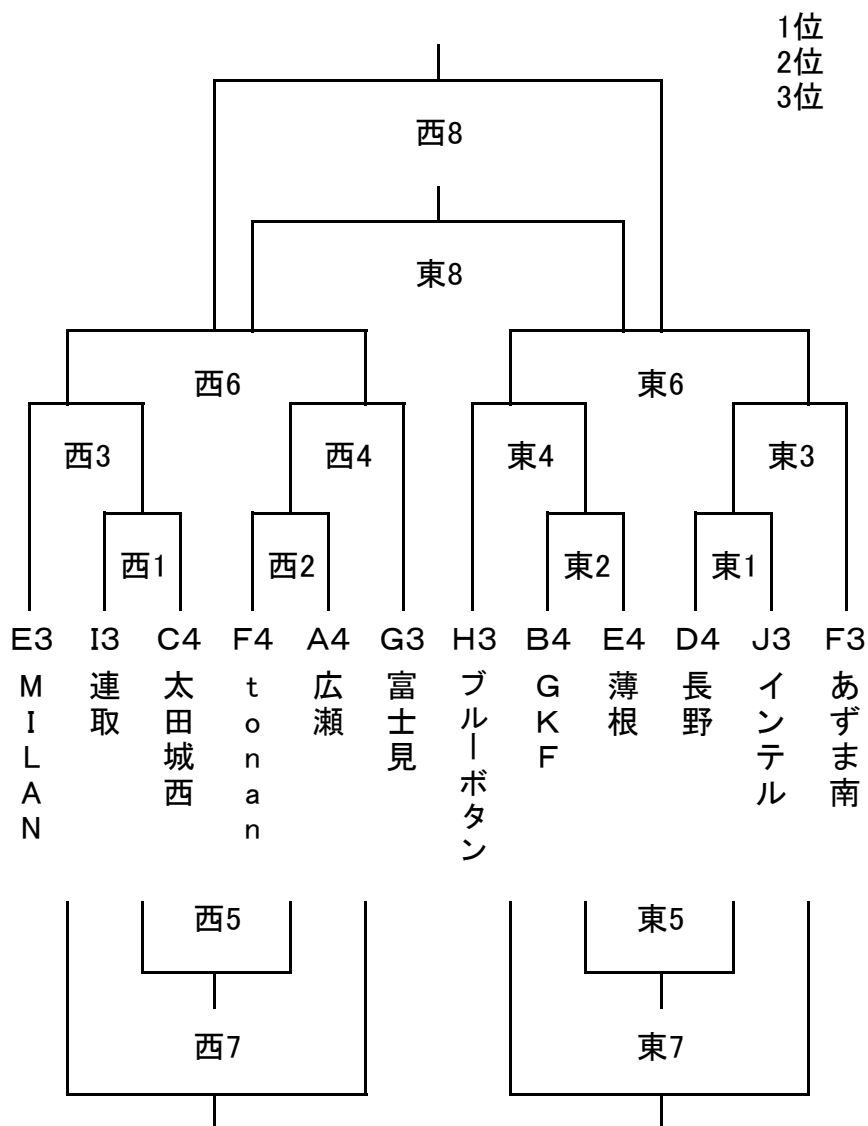 1位
2位
3位
西8
東8
西6
東6
西3
西4
東4
東3
西1
西2
東2
東1
E3
I3
C4
F4
A4
G3
H3
B4
E4
D4
J3
F3
MILAN
連取
太田城西
tonan
広瀬
富士見
ブルーボタン
GKF
薄根
長野
インテル
あずま南
西5
東5
西7
東7